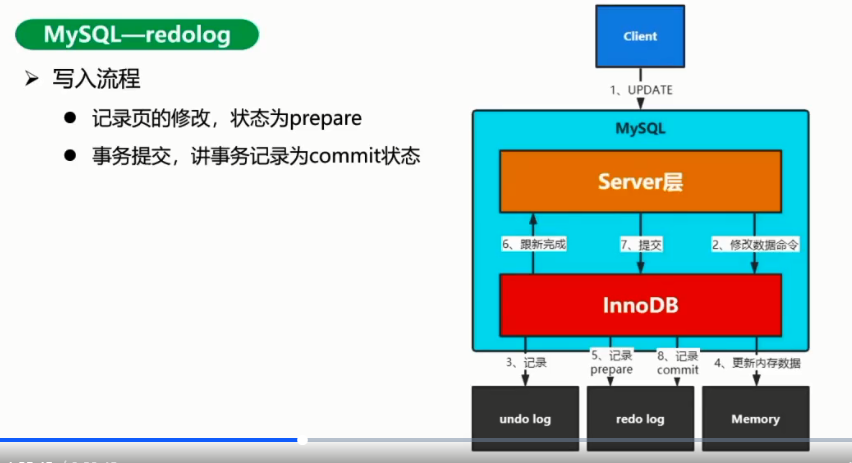 MySQL—redolog
➢ 写入流程
● 记录页的修改，状态为prepare
● 事务提交，讲事务记录为commit状态
Client
1、UPDATE
MySQL
Server层
6、跟新完成
7、提交
2、修改数据命令
InnoDB
3、记录
5、记录
prepare
8、记录
commit
4、更新内存数据
undo log
redo log
Memory